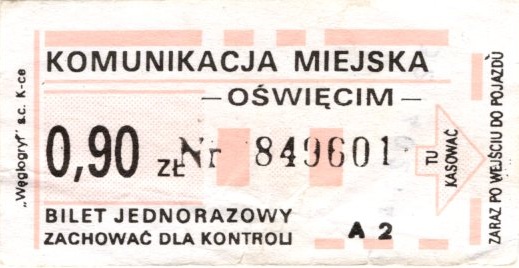 KOMUNIKACJA MIEJSKA
— OŚWIĘCIM —
0,90 ZŁ Nr 849601
BILET JEDNORAZOWY
ZACHOWAĆ DLA KONTROLI
A 2
TU
KASOWAĆ
ZARAZ PO WEJŚCIU DO POJAZDU
„Węglogryf” s.c. K-ce